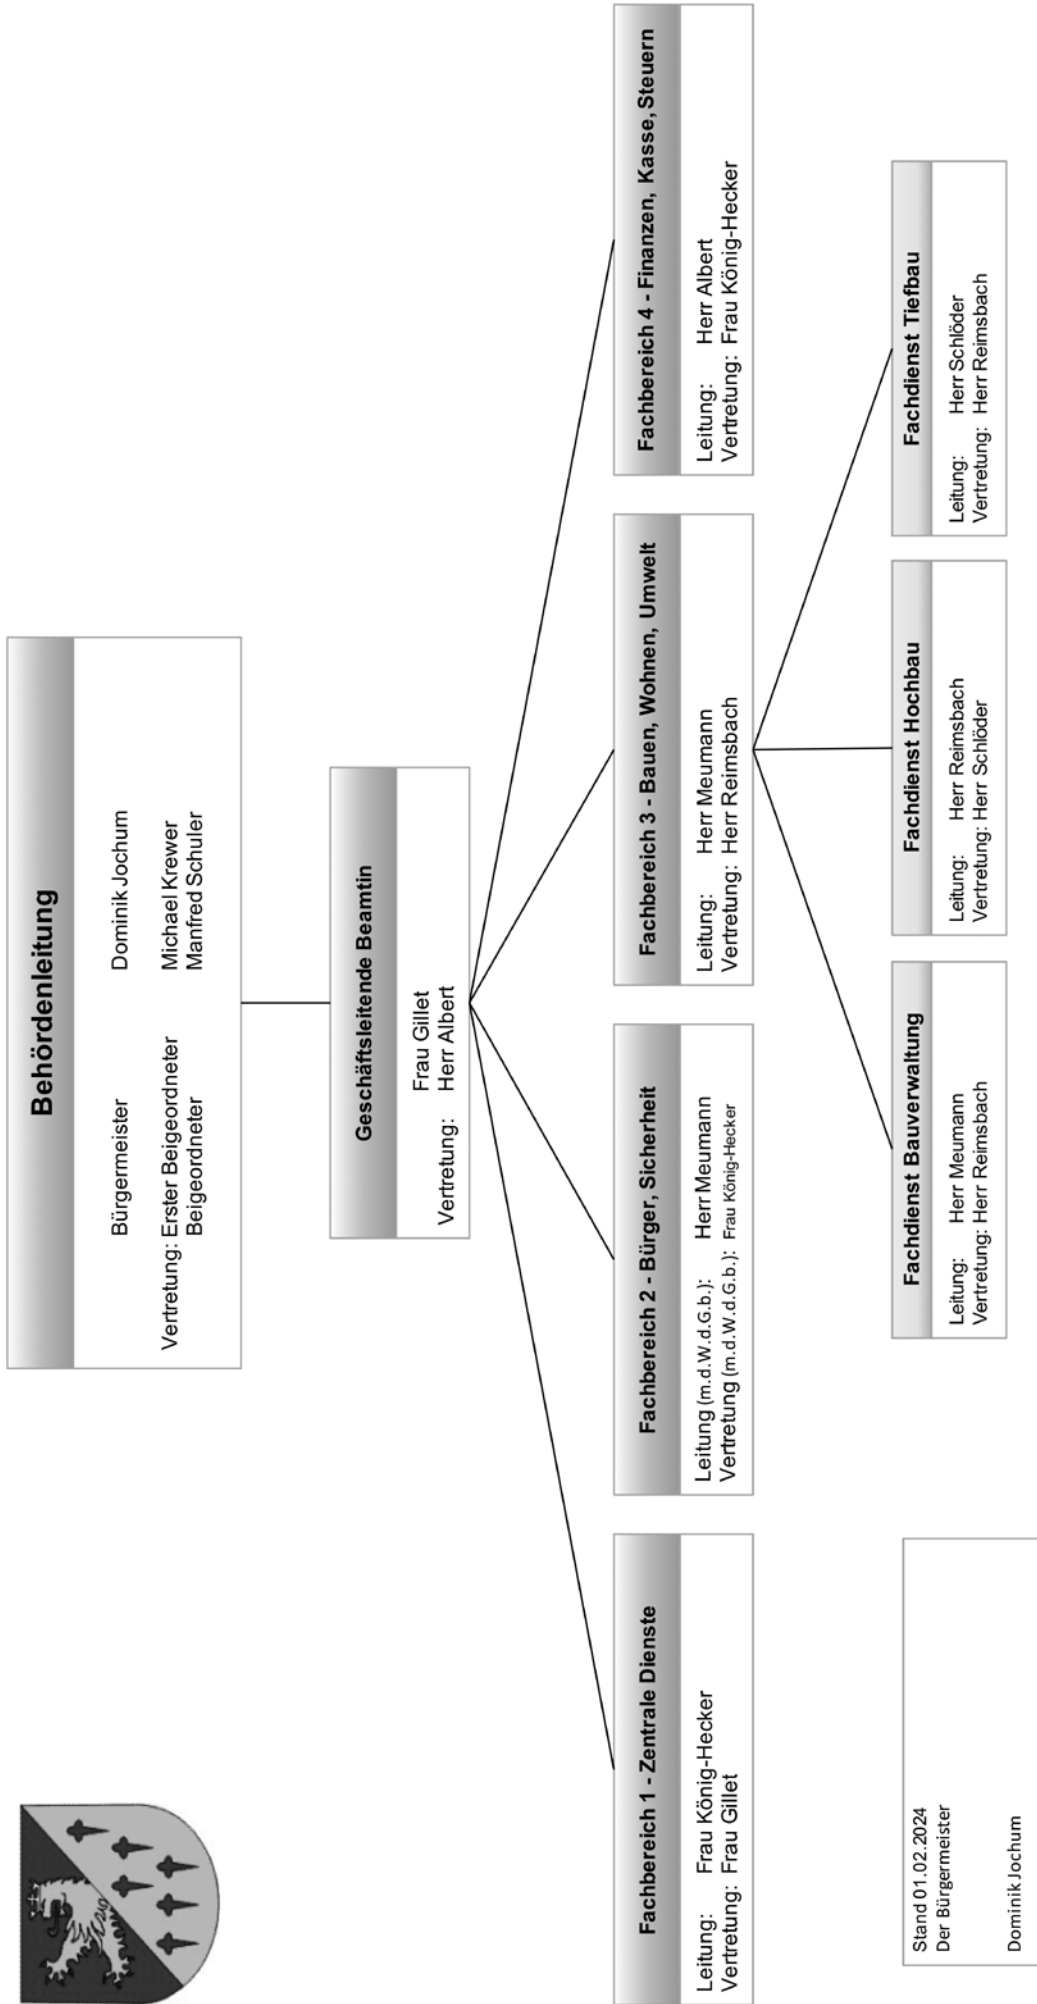 Behördenleitung
Bürgermeister Dominik Jochum
Vertretung: Erster Beigeordneter Michael Krewer
Beigeordneter Manfred Schuler
Geschäftsleitende Beamtin
Frau Gillet
Vertretung: Herr Albert
Fachbereich 1 - Zentrale Dienste
Leitung: Frau König-Hecker
Vertretung: Frau Gillet
Fachbereich 2 - Bürger, Sicherheit
Leitung (m.d.W.d.G.b.): Herr Meumann
Vertretung (m.d.W.d.G.b.): Frau König-Hecker
Fachbereich 3 - Bauen, Wohnen, Umwelt
Leitung: Herr Meumann
Vertretung: Herr Reimsbach
Fachbereich 4 - Finanzen, Kasse, Steuern
Leitung: Herr Albert
Vertretung: Frau König-Hecker
Fachdienst Bauverwaltung
Leitung: Herr Meumann
Vertretung: Herr Reimsbach
Fachdienst Hochbau
Leitung: Herr Reimsbach
Vertretung: Herr Schlöder
Fachdienst Tiefbau
Leitung: Herr Schlöder
Vertretung: Herr Reimsbach
Stand 01.02.2024
Der Bürgermeister
Dominik Jochum